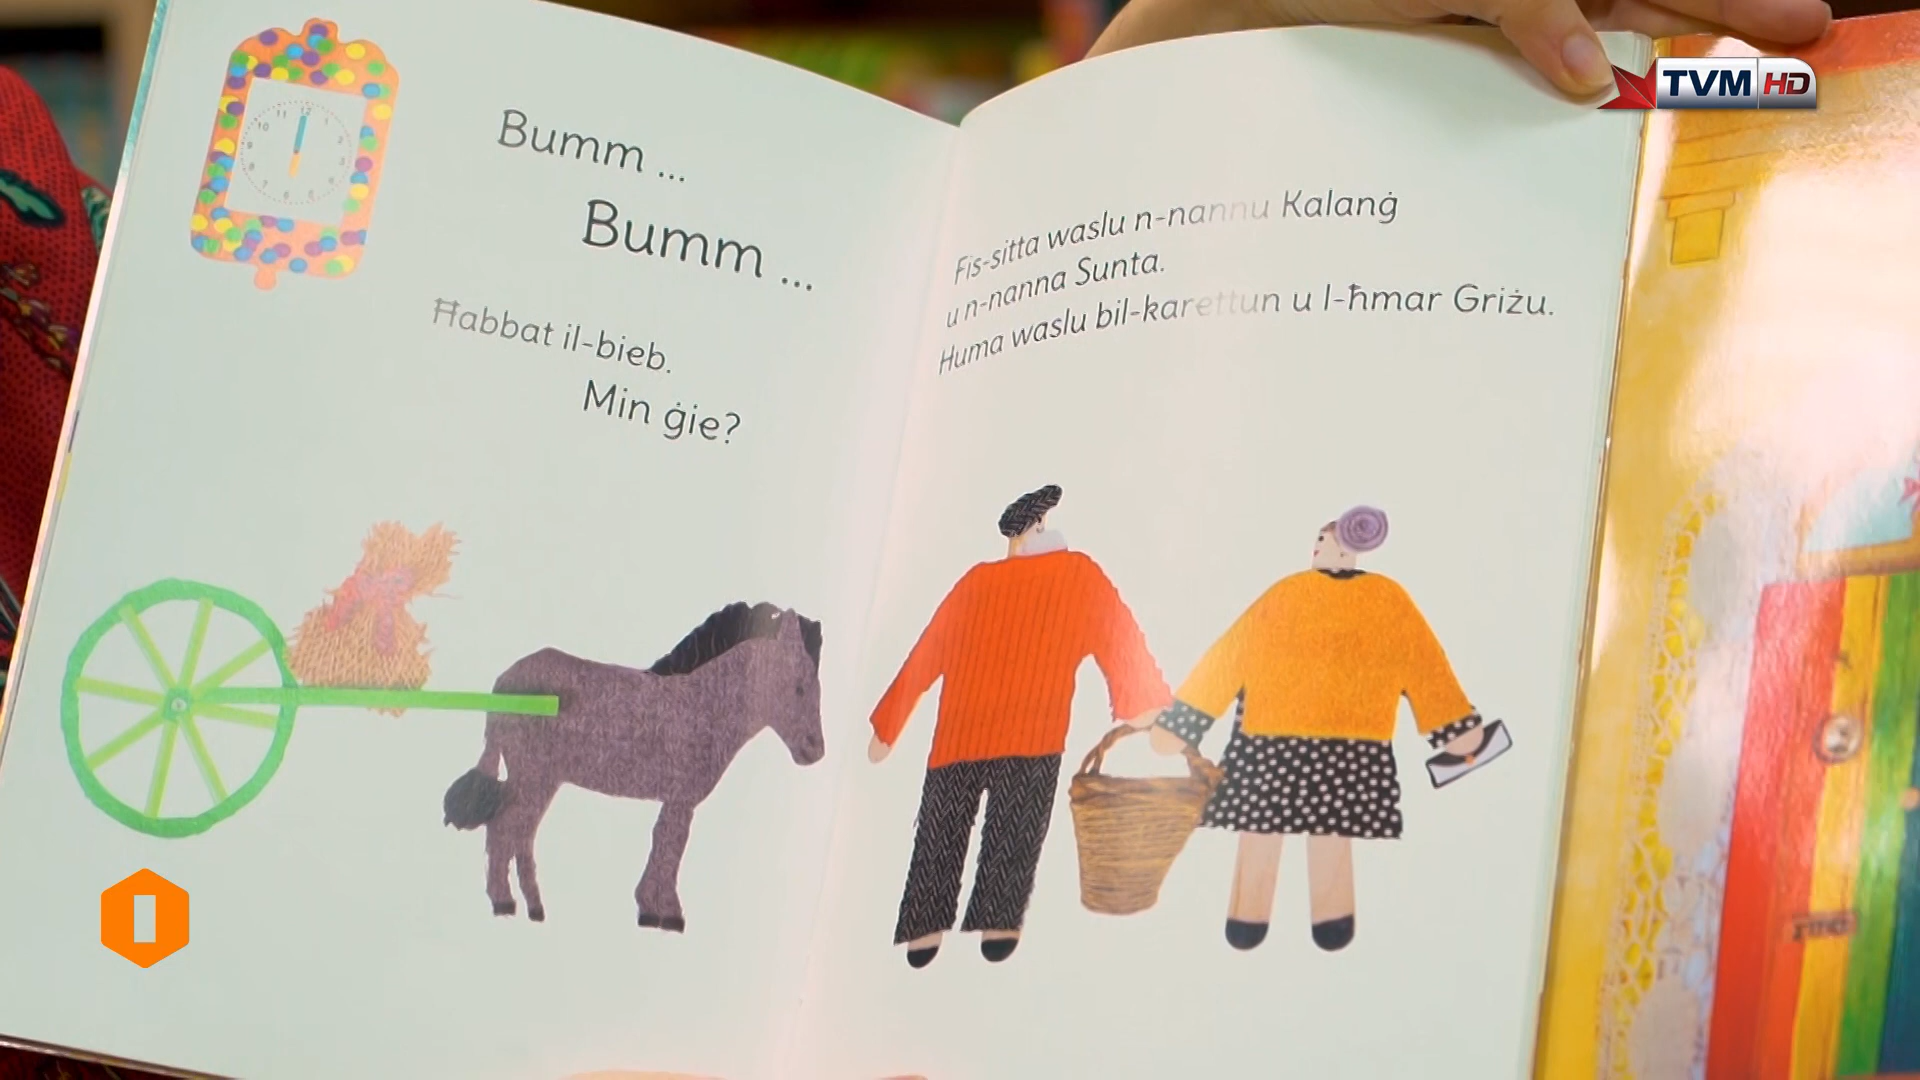 Bumm ...
Bumm ...
Ħabbat il-bieb.
Min ġie?
Fis-sitta waslu n-nannu Kalanġ
u n-nanna Sunta.
Huma waslu bil-karettun u l-ħmar Griżu.
TVM HD